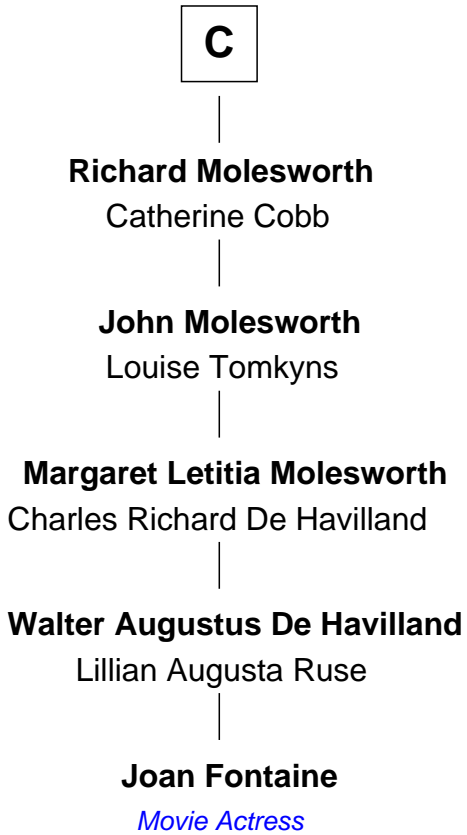 C
Richard Molesworth
Catherine Cobb
John Molesworth
Louise Tomkyns
Margaret Letitia Molesworth
Charles Richard De Havilland
Walter Augustus De Havilland
Lillian Augusta Ruse
Joan Fontaine
Movie Actress